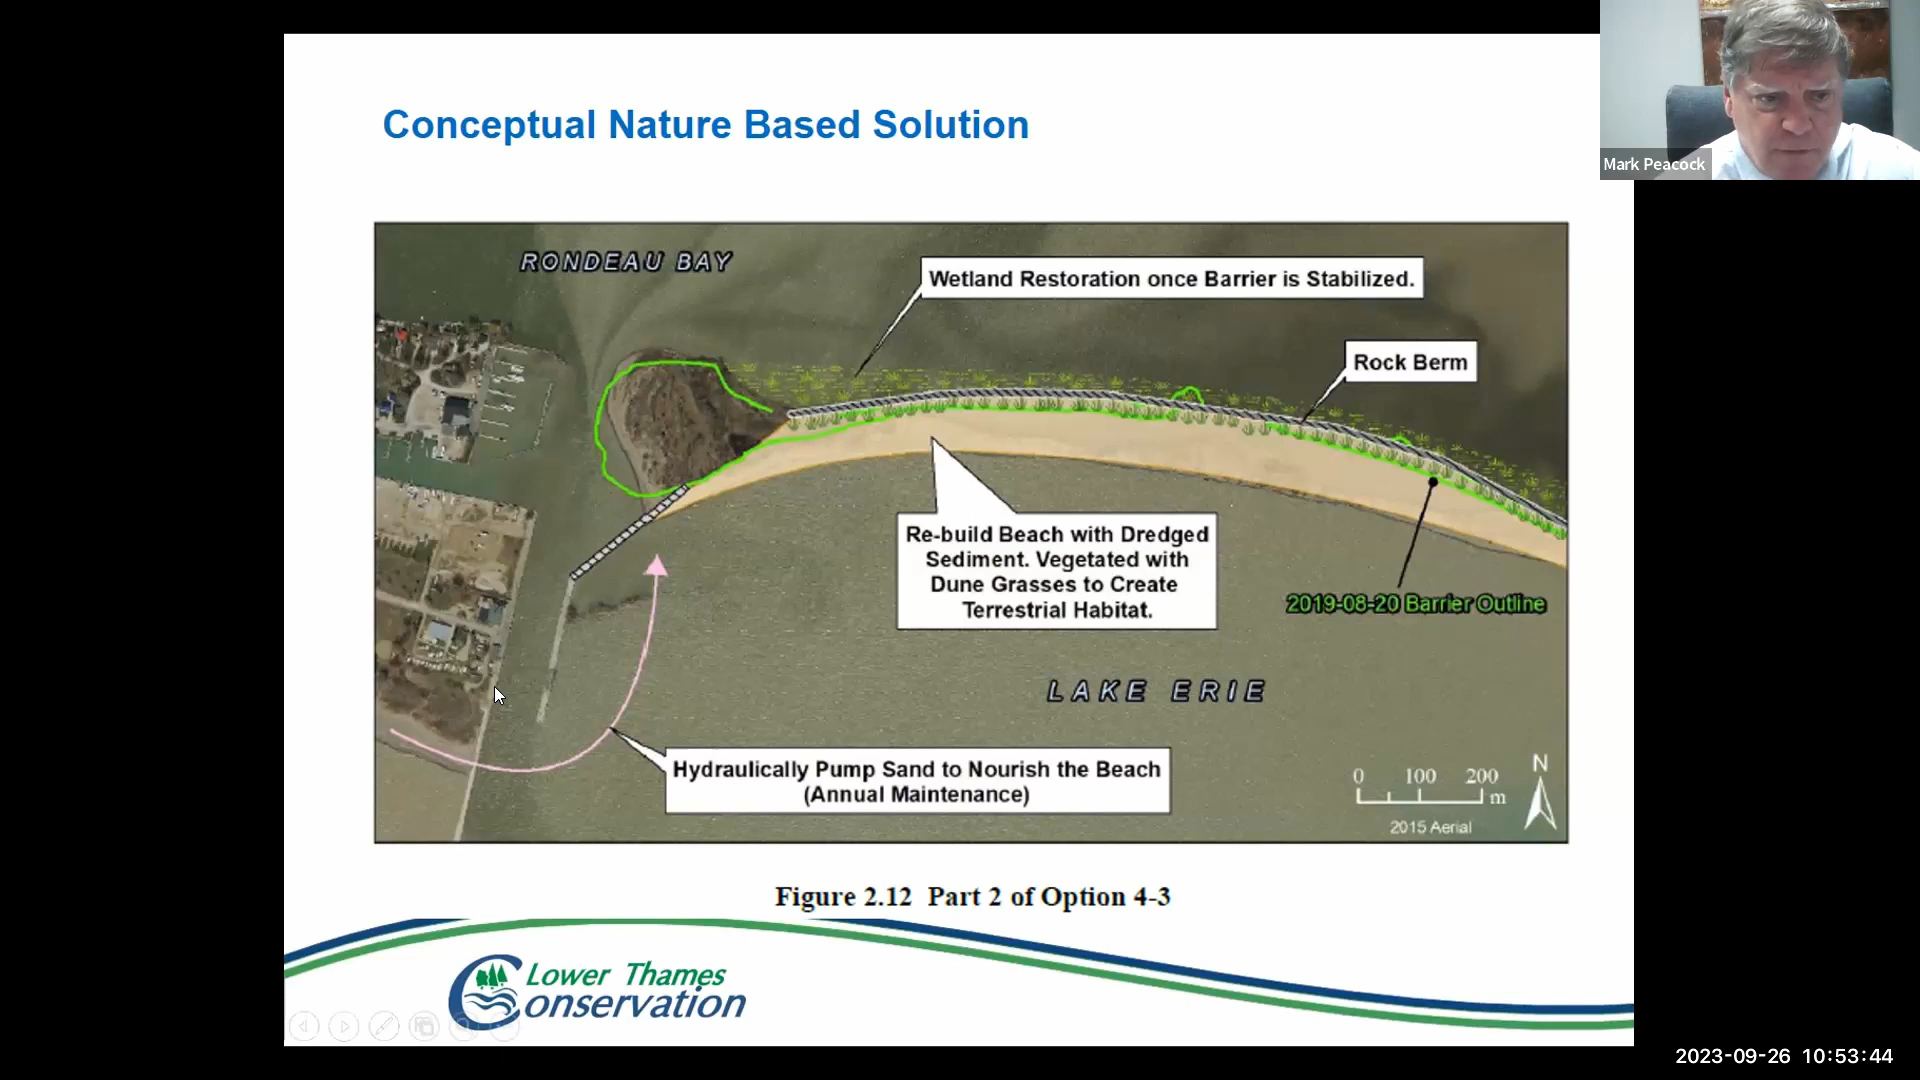 Conceptual Nature Based Solution
Mark Peacock
RONDEAU BAY
Wetland Restoration once Barrier is Stabilized.
Rock Berm
Re-build Beach with Dredged
Sediment. Vegetated with
Dune Grasses to Create
Terrestrial Habitat.
2019-08-20 Barrier Outline
LAKE ERIE
Hydraulically Pump Sand to Nourish the Beach
(Annual Maintenance)
0 100 200
m
N
2015 Aerial
Figure 2.12 Part 2 of Option 4-3
Lower Thames
Conservation
2023-09-26 10:53:44